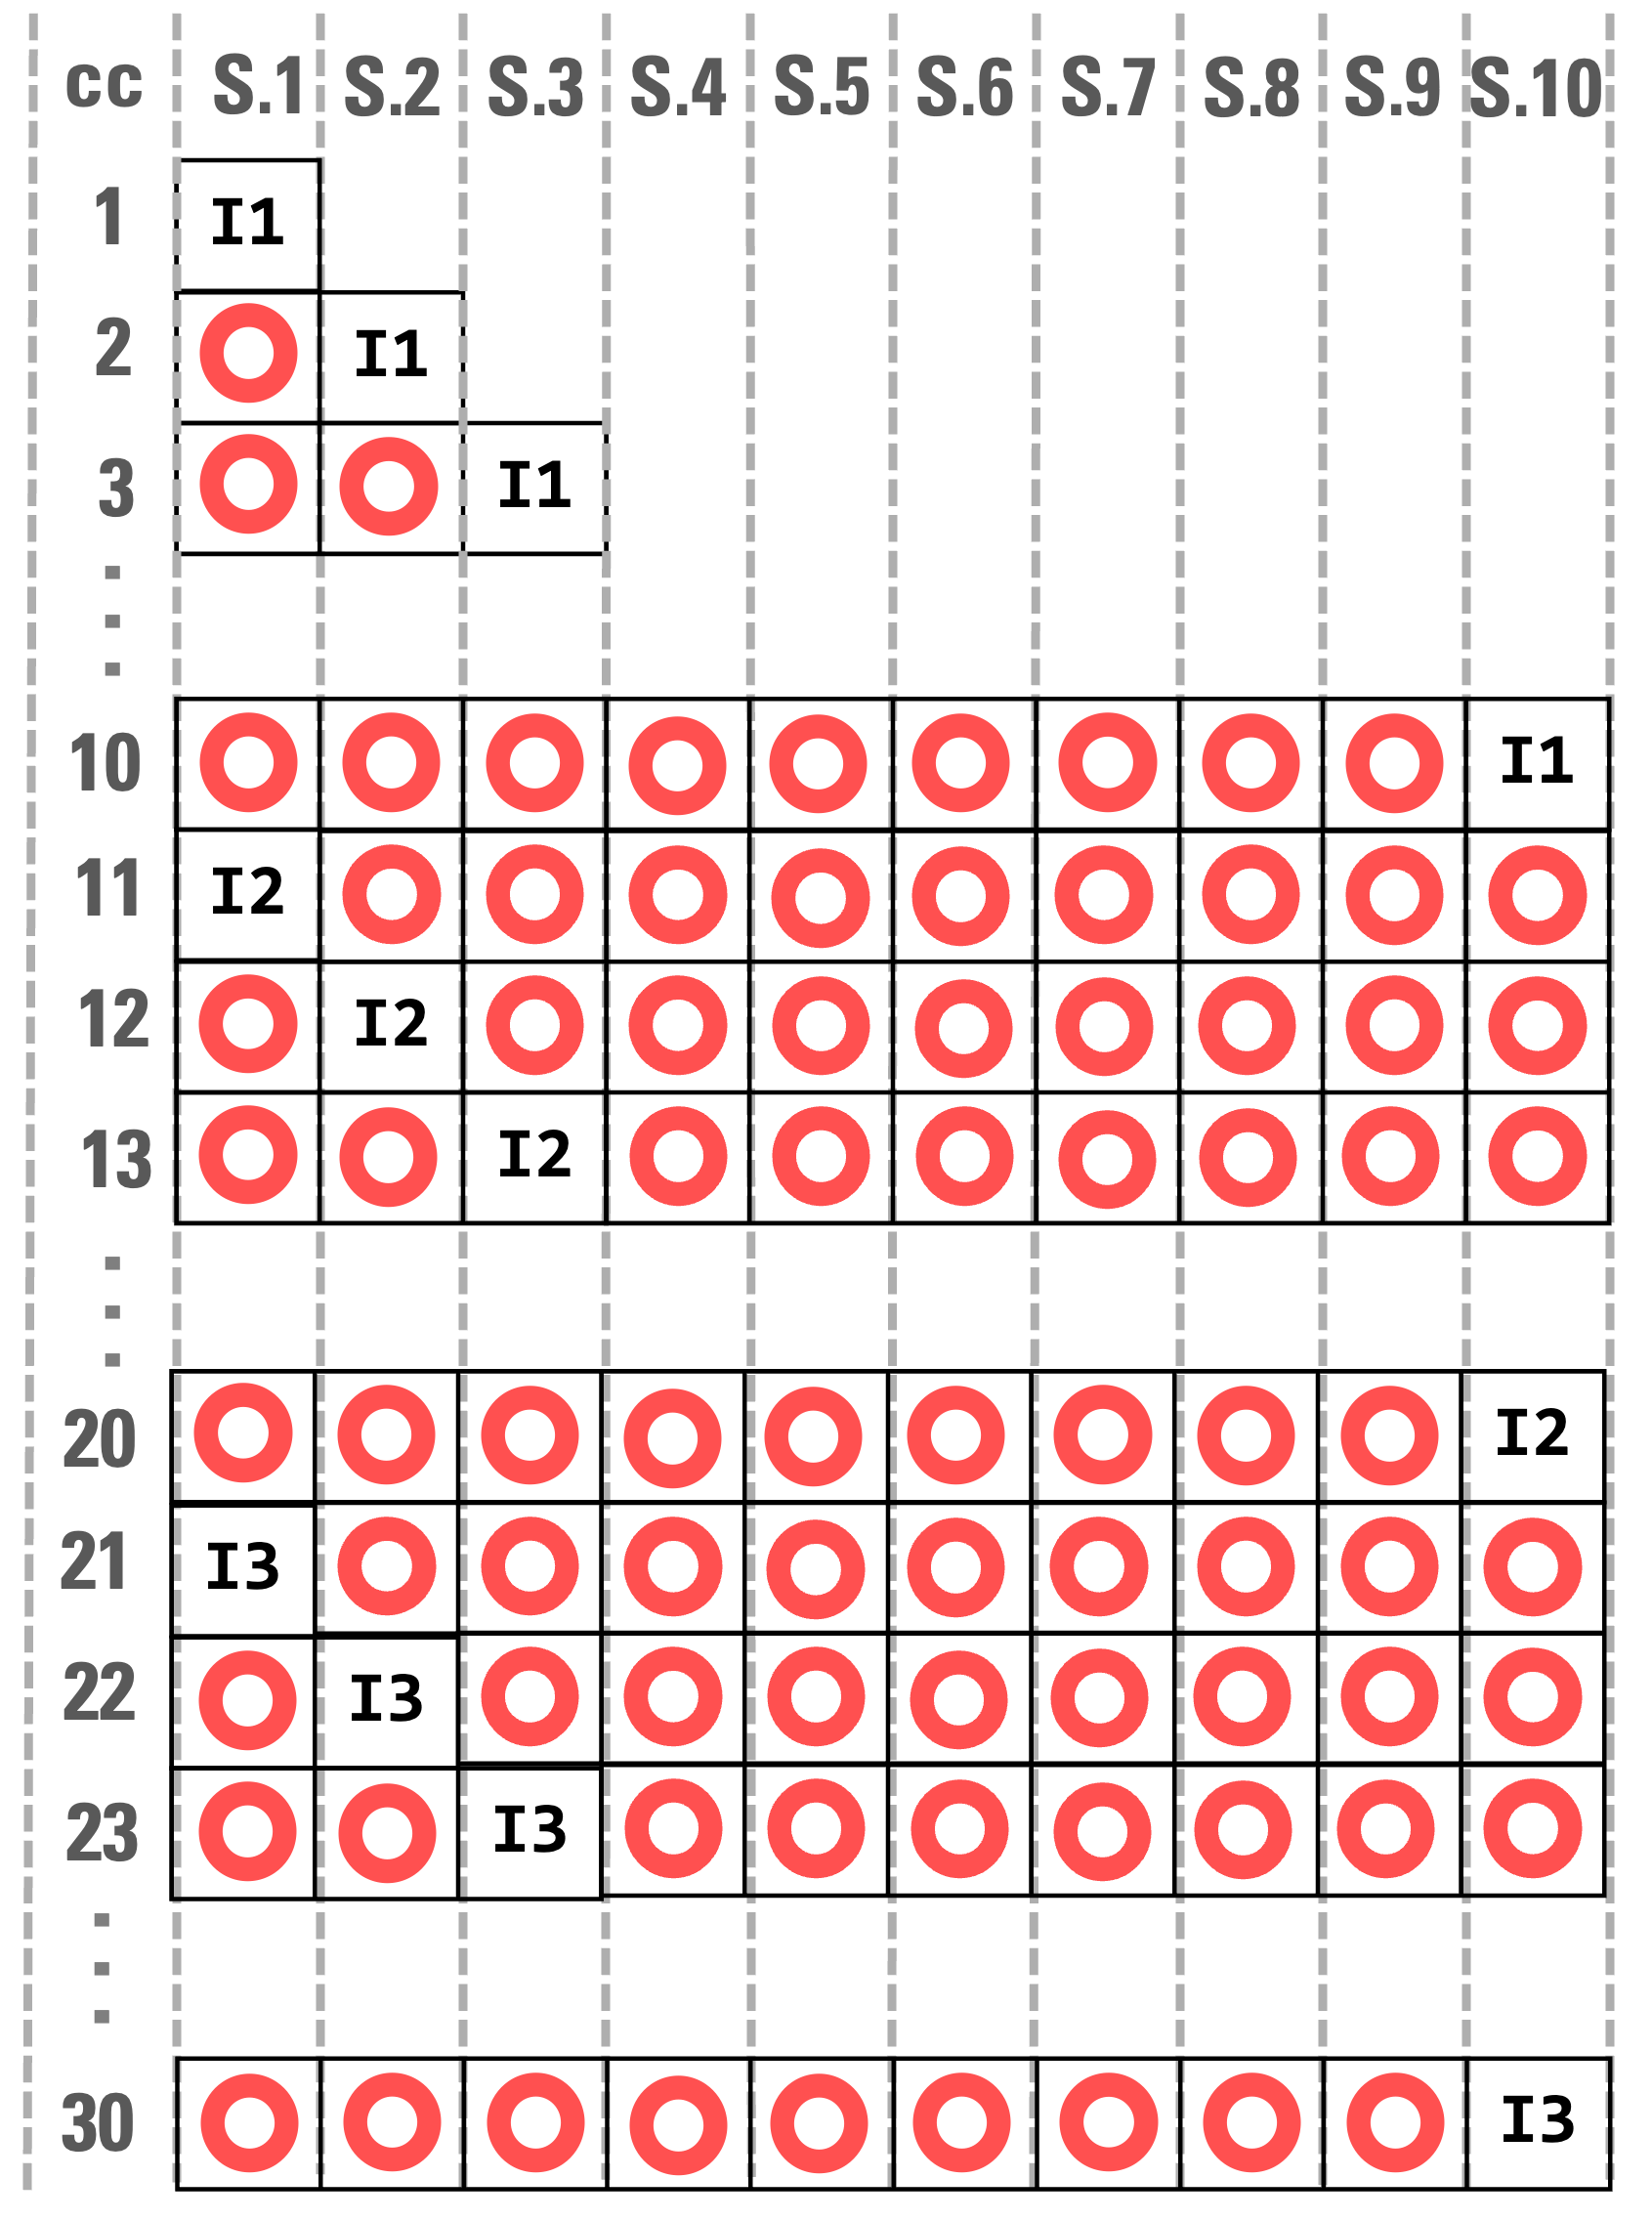 cc S.1 S.2 S.3 S.4 S.5 S.6 S.7 S.8 S.9 S.10
1 I1
2 I1
3 I1
10 I1
11 I2
12 I2
13 I2
20 I2
21 I3
22 I3
23 I3
30 I3